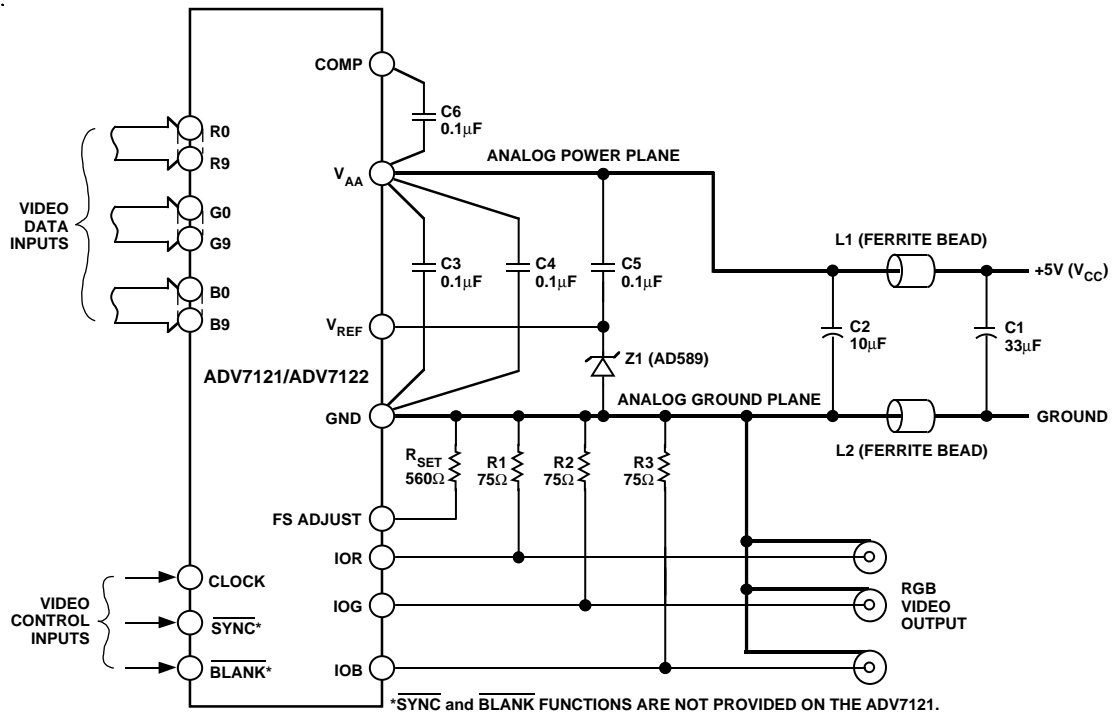 COMP
C6
0.1μF
R0
R9
ANALOG POWER PLANE
VAA
VIDEO
DATA
INPUTS
G0
G9
L1 (FERRITE BEAD)
C3
0.1μF
C4
0.1μF
C5
0.1μF
+5V (VCC)
B0
B9
VREF
C2
10μF
C1
33μF
Z1 (AD589)
ADV7121/ADV7122
ANALOG GROUND PLANE
GND
GROUND
RSET
560Ω
R1
75Ω
R2
75Ω
R3
75Ω
L2 (FERRITE BEAD)
FS ADJUST
IOR
CLOCK
VIDEO
CONTROL
INPUTS
IOG
RGB
VIDEO
OUTPUT
SYNC*
BLANK*
IOB
*SYNC and BLANK FUNCTIONS ARE NOT PROVIDED ON THE ADV7121.